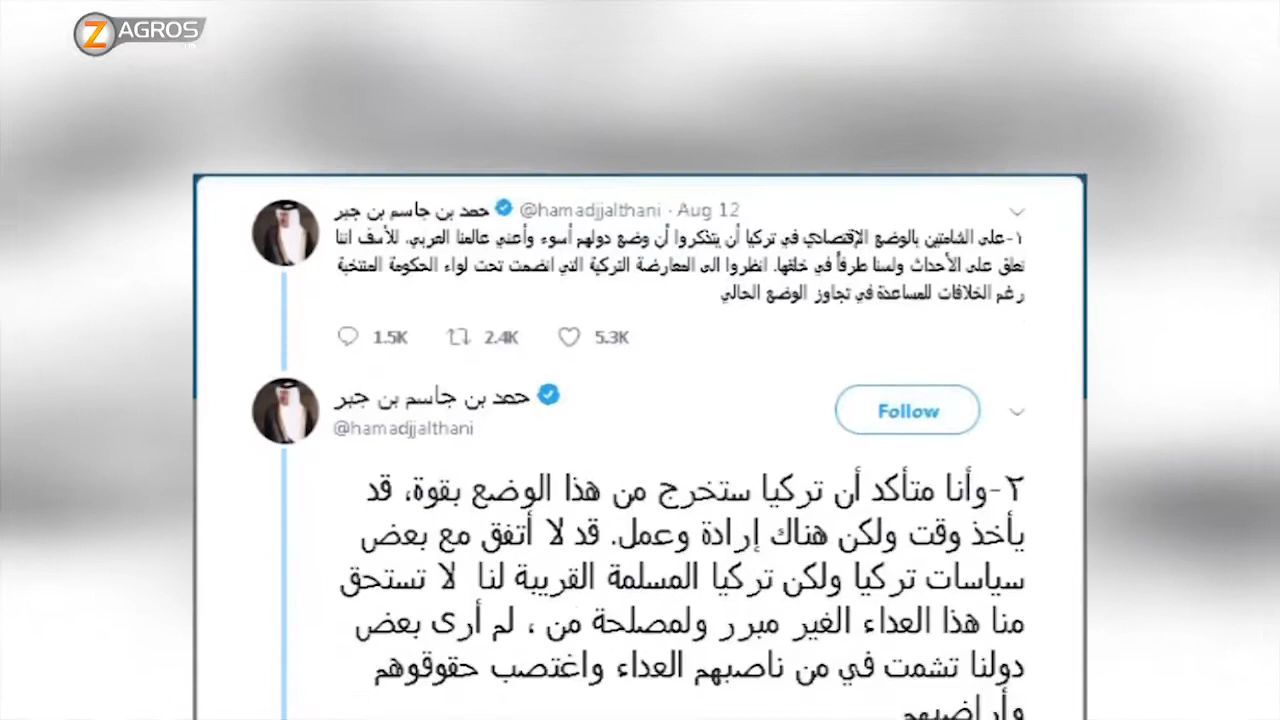 ZAGROS
حمد بن جاسم بن جبر @hamadjjalthani · Aug 12
١-على الشامتين بالوضع الإقتصادي في تركيا أن يتذكروا أن وضع دولهم أسوء وأعني عالمنا العربي. للأسف اننا
نعلق على الأحداث ولسنا طرفاً في خلقها. انظروا الى المعارضة التركية التي انضمت تحت لواء الحكومة المنتخبة
رغم الخلافات للمساعدة في تجاوز الوضع الحالي
1.5K 2.4K 5.3K
حمد بن جاسم بن جبر
Follow
@hamadjjalthani
٢-وأنا متأكد أن تركيا ستخرج من هذا الوضع بقوة، قد
يأخذ وقت ولكن هناك إرادة وعمل. قد لا أتفق مع بعض
سياسات تركيا ولكن تركيا المسلمة القريبة لنا لا تستحق
منا هذا العداء الغير مبرر ولمصلحة من ، لم أرى بعض
دولنا تشمت في من ناصبهم العداء واغتصب حقوقوهم
وأراضيهم